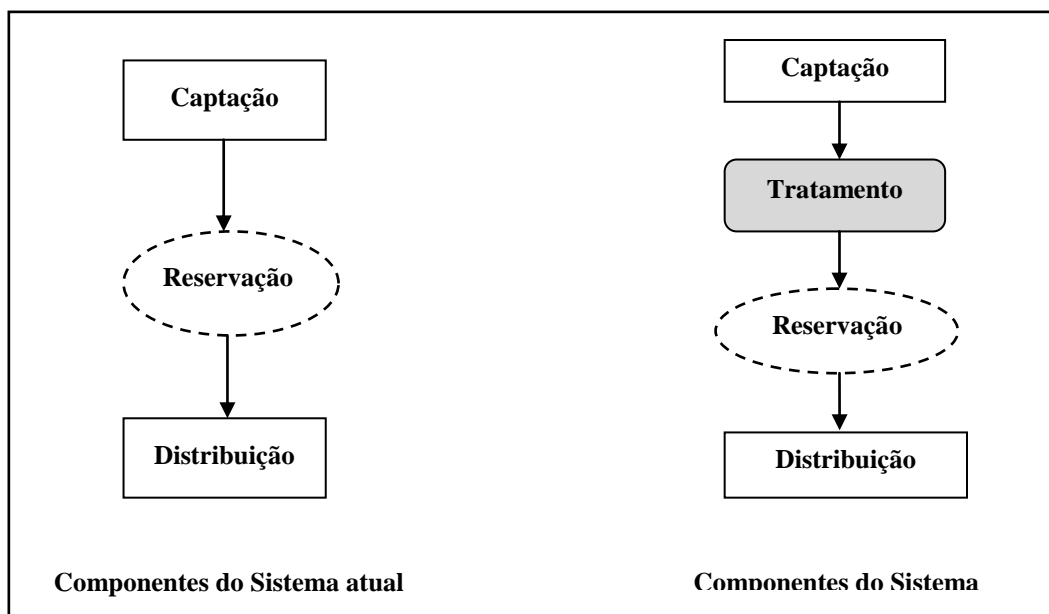 Captação
Reservação
Distribuição
Componentes do Sistema atual
Captação
Tratamento
Reservação
Distribuição
Componentes do Sistema